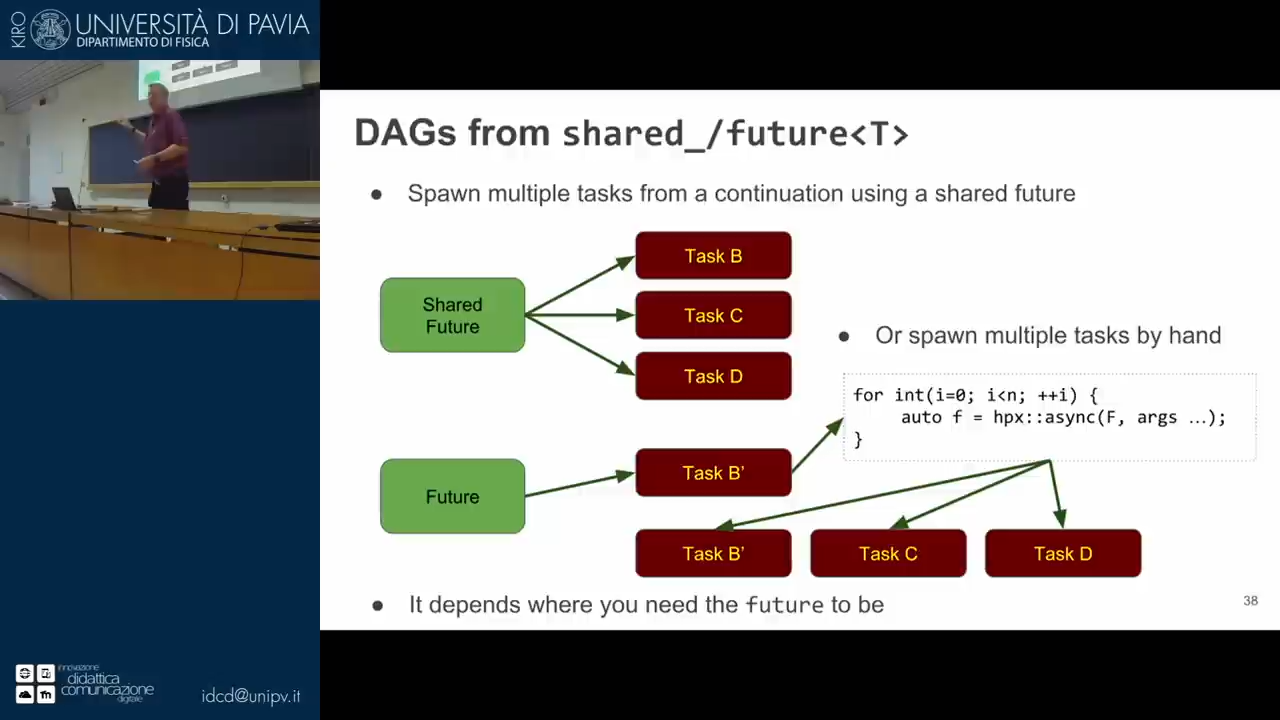 KIRO
UNIVERSITÀ DI PAVIA
DIPARTIMENTO DI FISICA
DAGs from shared_/future<T>
● Spawn multiple tasks from a continuation using a shared future
Shared
Future
Task B
Task C
Task D
● Or spawn multiple tasks by hand
for int(i=0; i<n; ++i) {
auto f = hpx::async(F, args …);
}
Future
Task B’
Task B’
Task C
Task D
● It depends where you need the future to be
38
innovazione
didattica
comunicazione
digitale
idcd@unipv.it